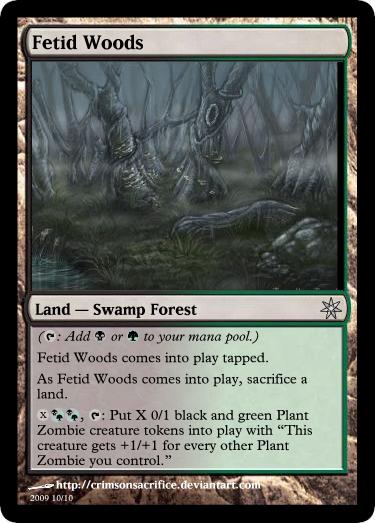 Fetid Woods
Land — Swamp Forest
(: Add or to your mana pool.)
Fetid Woods comes into play tapped.
As Fetid Woods comes into play, sacrifice a
land.
X, : Put X 0/1 black and green Plant
Zombie creature tokens into play with “This
creature gets +1/+1 for every other Plant
Zombie you control.”
http://crimsonsacrifice.deviantart.com
2009 10/10